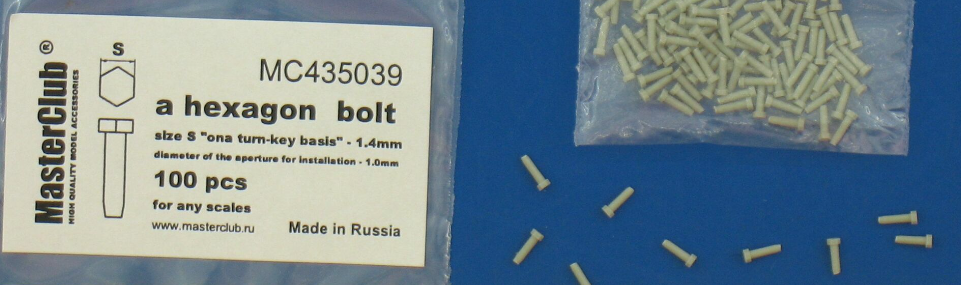 MasterClub ®
HIGH QUALITY MODEL ACCESSORIES
S
MC435039
a hexagon bolt
size S "ona turn-key basis" - 1.4mm
diameter of the aperture for installation - 1.0mm
100 pcs
for any scales
www.masterclub.ru
Made in Russia